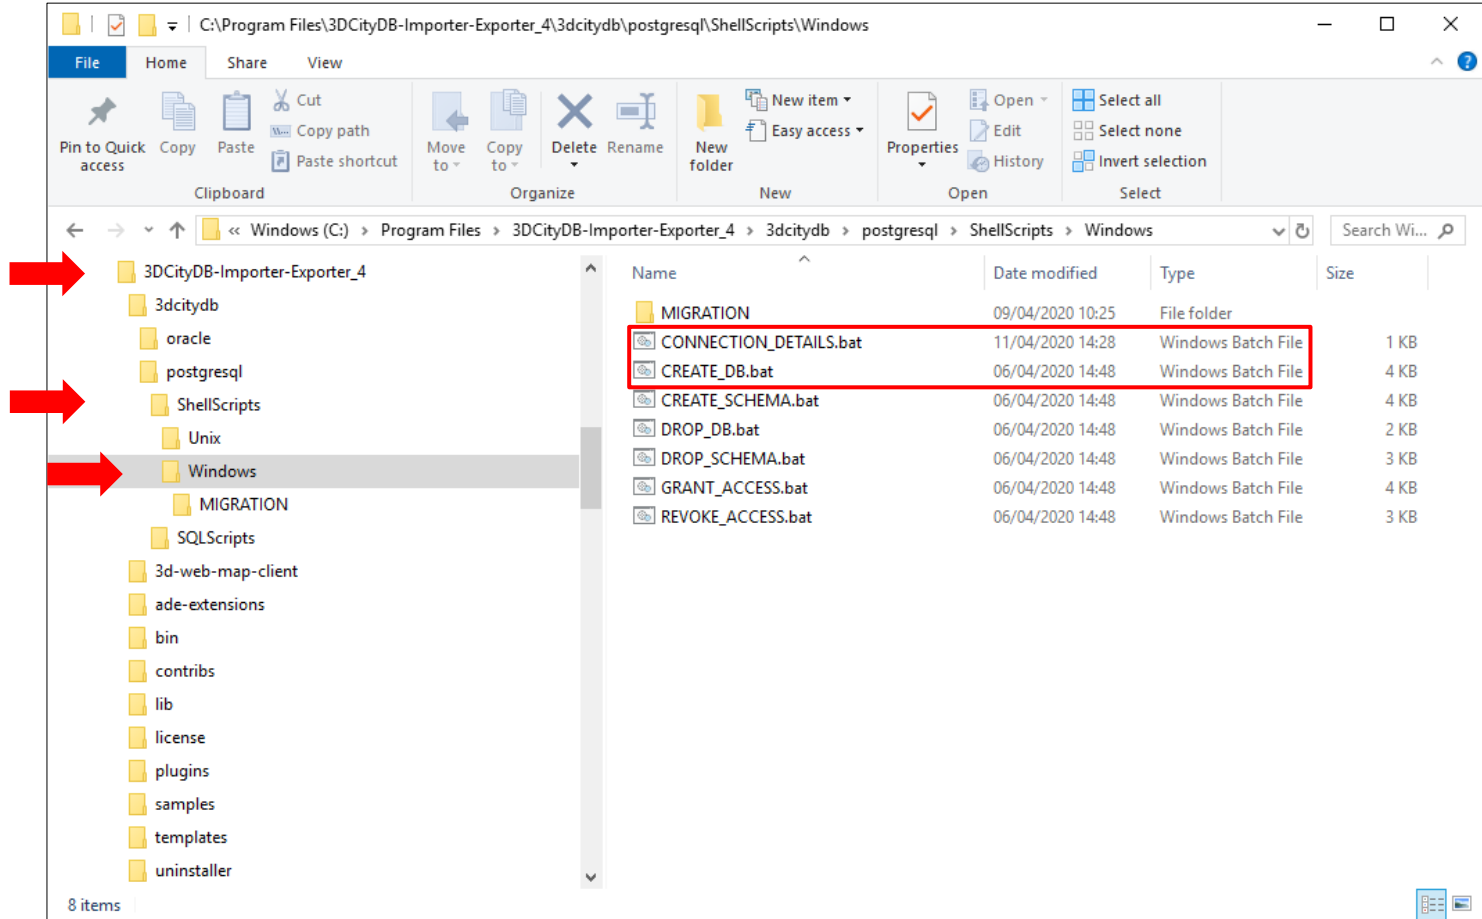 C:\Program Files\3DCityDB-Importer-Exporter_4\3dcitydb\postgresql\ShellScripts\Windows
File Home Share View
Pin to Quick access
Copy
Paste
Cut
Copy path
Paste shortcut
Clipboard
Move to
Copy to
Delete
Rename
Organize
New folder
New item
Easy access
New
Properties
Open
Edit
History
Open
Select all
Select none
Invert selection
Select
« Windows (C:) > Program Files > 3DCityDB-Importer-Exporter_4 > 3dcitydb > postgresql > ShellScripts > Windows
Search Wi...
3DCityDB-Importer-Exporter_4
3dcitydb
oracle
postgresql
ShellScripts
Unix
Windows
MIGRATION
SQLScripts
3d-web-map-client
ade-extensions
bin
contribs
lib
license
plugins
samples
templates
uninstaller
Name Date modified Type Size
MIGRATION 09/04/2020 10:25 File folder
CONNECTION_DETAILS.bat 11/04/2020 14:28 Windows Batch File 1 KB
CREATE_DB.bat 06/04/2020 14:48 Windows Batch File 4 KB
CREATE_SCHEMA.bat 06/04/2020 14:48 Windows Batch File 4 KB
DROP_DB.bat 06/04/2020 14:48 Windows Batch File 2 KB
DROP_SCHEMA.bat 06/04/2020 14:48 Windows Batch File 3 KB
GRANT_ACCESS.bat 06/04/2020 14:48 Windows Batch File 4 KB
REVOKE_ACCESS.bat 06/04/2020 14:48 Windows Batch File 3 KB
8 items